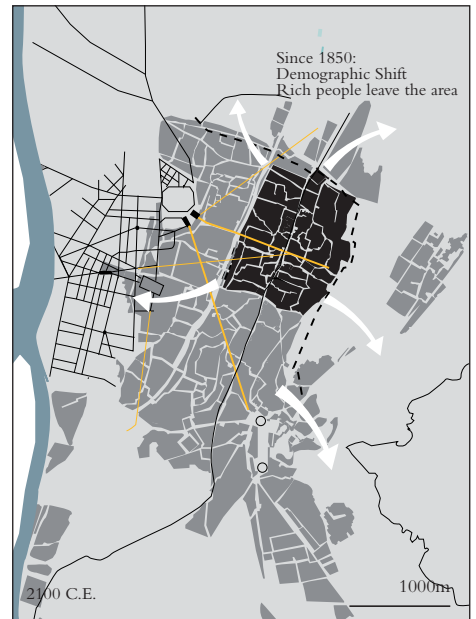 Since 1850:
Demographic Shift
Rich people leave the area
2100 C.E.
1000m